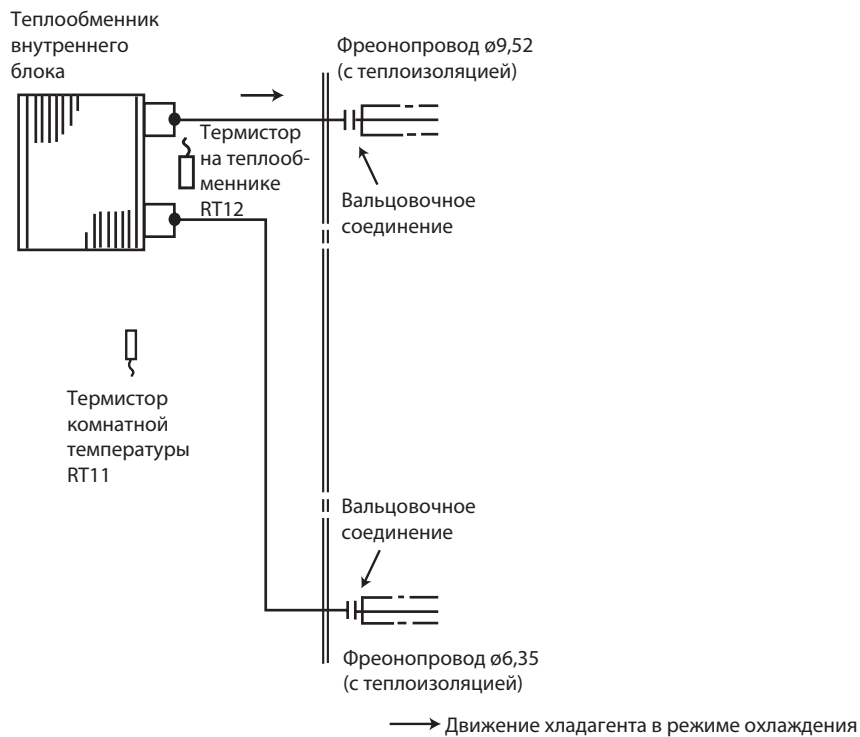 Теплообменник
внутреннего
блока
Фреонопровод ø9,52
(с теплоизоляцией)
Термистор
на теплооб-
меннике
RT12
Вальцовочное
соединение
Термистор
комнатной
температуры
RT11
Вальцовочное
соединение
Фреонопровод ø6,35
(с теплоизоляцией)
Движение хладагента в режиме охлаждения